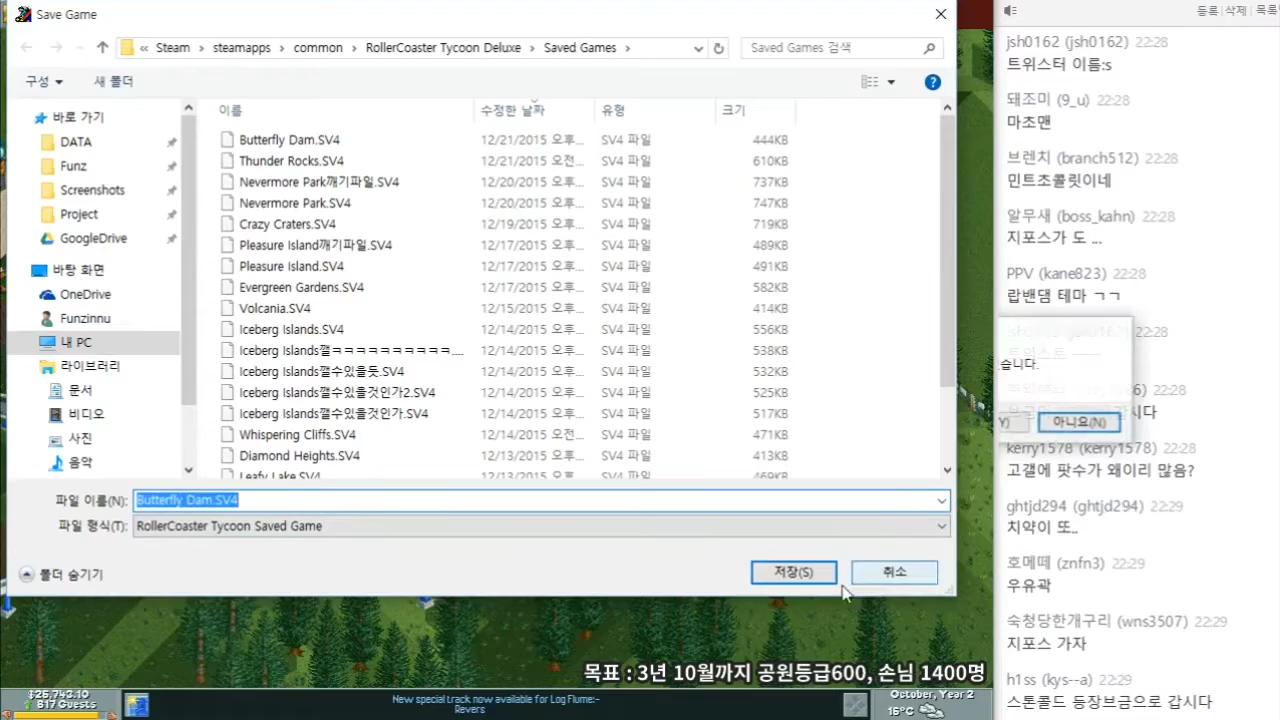 Save Game
« Steam › steamapps › common › RollerCoaster Tycoon Deluxe › Saved Games ›
Saved Games 검색
구성
새 폴더
바로 가기
DATA
Funz
Screenshots
Project
GoogleDrive
바탕 화면
OneDrive
Funzinnu
내 PC
라이브러리
문서
비디오
사진
음악
이름 수정한 날짜 유형 크기
Butterfly Dam.SV4 12/21/2015 오후... SV4 파일 444KB
Thunder Rocks.SV4 12/21/2015 오전... SV4 파일 610KB
Nevermore Park깨기파일.SV4 12/20/2015 오후... SV4 파일 737KB
Nevermore Park.SV4 12/20/2015 오후... SV4 파일 747KB
Crazy Craters.SV4 12/19/2015 오후... SV4 파일 719KB
Pleasure Island깨기파일.SV4 12/17/2015 오후... SV4 파일 489KB
Pleasure Island.SV4 12/17/2015 오후... SV4 파일 491KB
Evergreen Gardens.SV4 12/17/2015 오후... SV4 파일 582KB
Volcania.SV4 12/15/2015 오후... SV4 파일 414KB
Iceberg Islands.SV4 12/14/2015 오후... SV4 파일 556KB
Iceberg Islands깰ㅋㅋㅋㅋㅋㅋㅋㅋㅋㅋ.... 12/14/2015 오후... SV4 파일 538KB
Iceberg Islands깰수있을듯.SV4 12/14/2015 오후... SV4 파일 532KB
Iceberg Islands깰수있을것인가2.SV4 12/14/2015 오후... SV4 파일 525KB
Iceberg Islands깰수있을것인가.SV4 12/14/2015 오후... SV4 파일 517KB
Whispering Cliffs.SV4 12/14/2015 오전... SV4 파일 471KB
Diamond Heights.SV4 12/13/2015 오후... SV4 파일 413KB
Leafy Lake.SV4 12/13/2015 오후... SV4 파일 469KB
파일 이름(N): Butterfly Dam.SV4
파일 형식(T): RollerCoaster Tycoon Saved Game
폴더 숨기기
저장(S)
취소
목표 : 3년 10월까지 공원등급600, 손님 1400명
$25,743.10
817 Guests
New special track now available for Log Flume:-
Revers
October, Year 2
15°C
등록 | 삭제 | 목록
jsh0162 (jsh0162) 22:28
트위스터 이름:s
돼조미 (9_u) 22:28
마초맨
브렌치 (branch512) 22:28
민트초콜릿이네
알무새 (boss_kahn) 22:28
지포스가 도 ...
PPV (kane823) 22:28
랍밴댐 테마 ㄱㄱ
22:28
습니다.
22:28
갑시다
Y)
아니요(N)
kerry1578 (kerry1578) 22:28
고갤에 팟수가 왜이리 많음?
ghtjd294 (ghtjd294) 22:29
치약이 또..
호메떼 (znfn3) 22:29
우유곽
숙청당한개구리 (wns3507) 22:29
지포스 가자
h1ss (kys--a) 22:29
스톤콜드 등장브금으로 갑시다